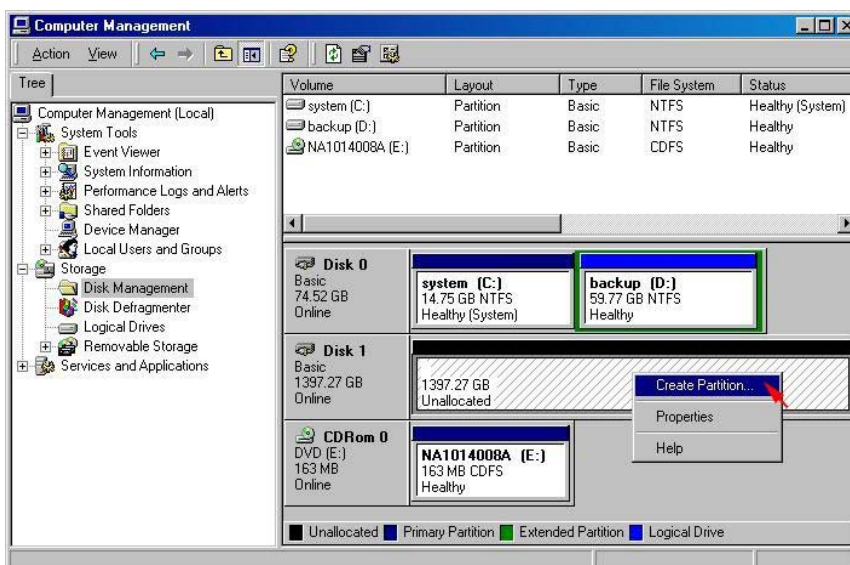 Computer Management
Action View
Tree
Computer Management (Local)
System Tools
Event Viewer
System Information
Performance Logs and Alerts
Shared Folders
Device Manager
Local Users and Groups
Storage
Disk Management
Disk Defragmenter
Logical Drives
Removable Storage
Services and Applications
Volume Layout Type File System Status
system (C:) Partition Basic NTFS Healthy (System)
backup (D:) Partition Basic NTFS Healthy
NA1014008A (E:) Partition Basic CDFS Healthy
Disk 0
Basic
74.52 GB
Online
system (C:)
14.75 GB NTFS
Healthy (System)
backup (D:)
59.77 GB NTFS
Healthy
Disk 1
Basic
1397.27 GB
Online
1397.27 GB
Unallocated
Create Partition...
Properties
Help
CDRom 0
DVD (E:)
163 MB
Online
NA1014008A (E:)
163 MB CDFS
Healthy
Unallocated Primary Partition Extended Partition Logical Drive